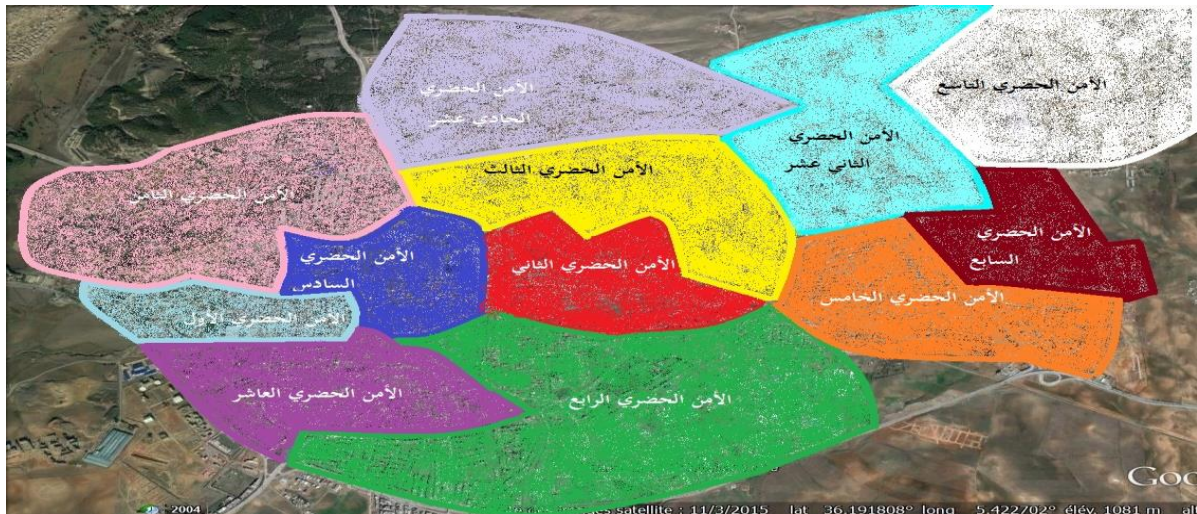 الأمن الحضري التاسع
الأمن الحضري
الحادي عشر
الأمن الحضري
الثاني عشر
الأمن الحضري الثالث
الأمن الحضري الثامن
الأمن الحضري
السابع
الأمن الحضري
السادس
الأمن الحضري الثاني
الأمن الحضري الخامس
الأمن الحضري الأول
الأمن الحضري العاشر
الأمن الحضري الرابع
Goo
2004
es satellite : 11/3/2015 lat 36.191808° long 5.422702° élév. 1081 m